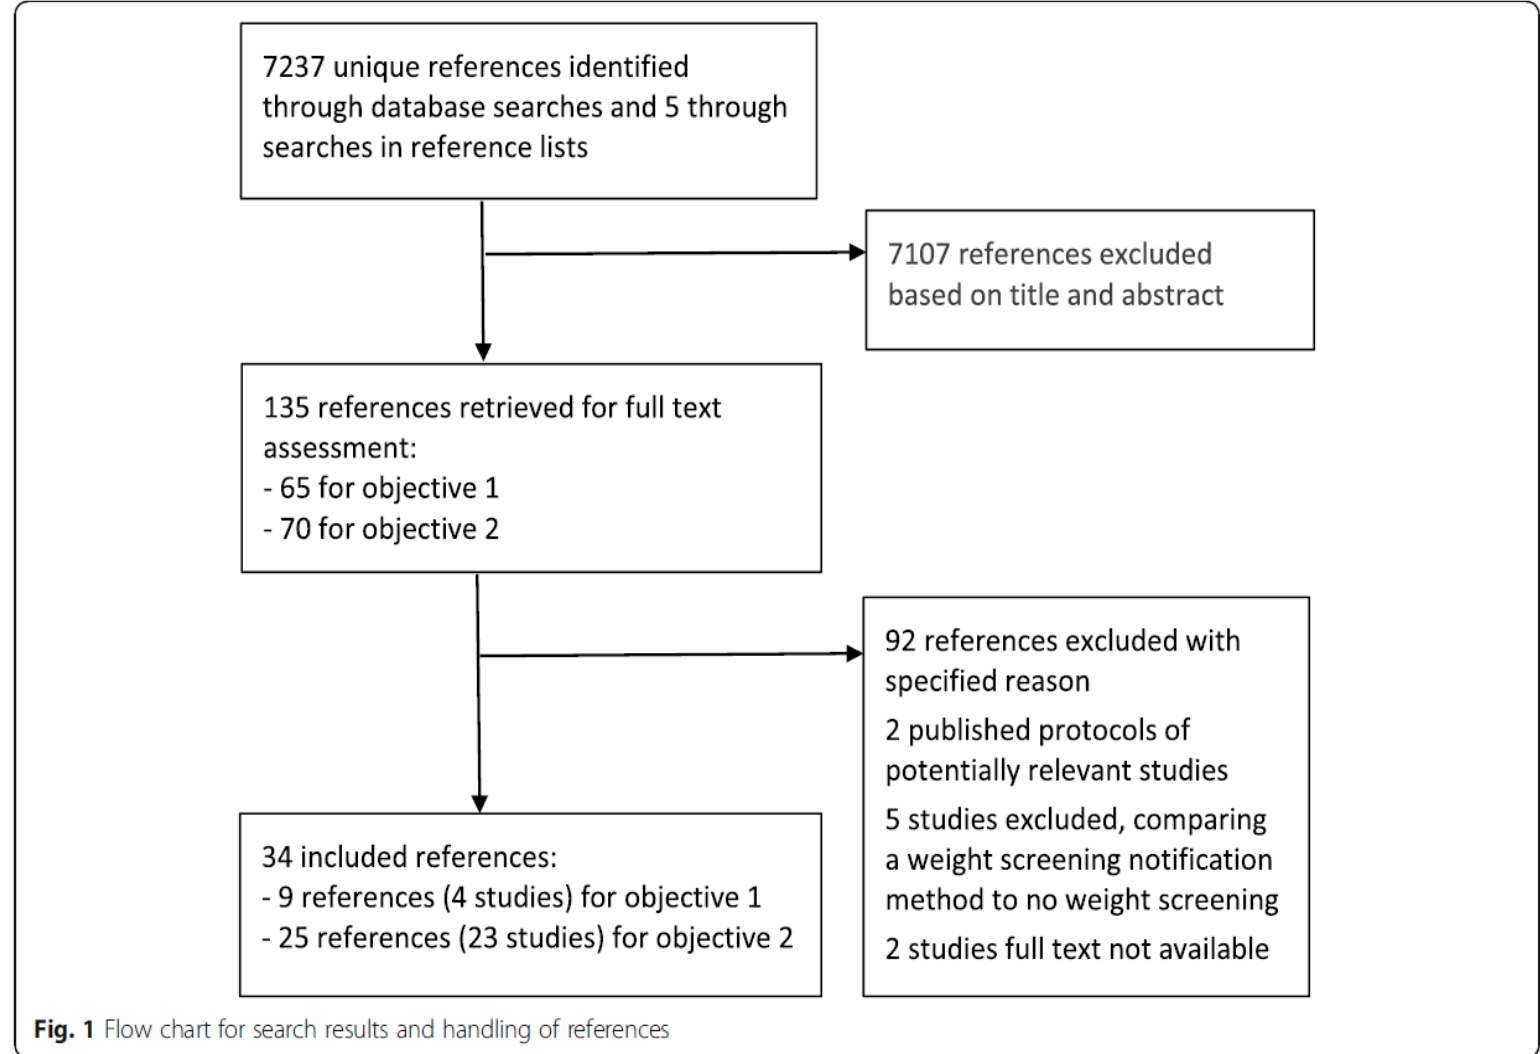 7237 unique references identified
through database searches and 5 through
searches in reference lists
7107 references excluded
based on title and abstract
135 references retrieved for full text
assessment:
- 65 for objective 1
- 70 for objective 2
92 references excluded with
specified reason
2 published protocols of
potentially relevant studies
5 studies excluded, comparing
a weight screening notification
method to no weight screening
2 studies full text not available
34 included references:
- 9 references (4 studies) for objective 1
- 25 references (23 studies) for objective 2
Fig. 1 Flow chart for search results and handling of references